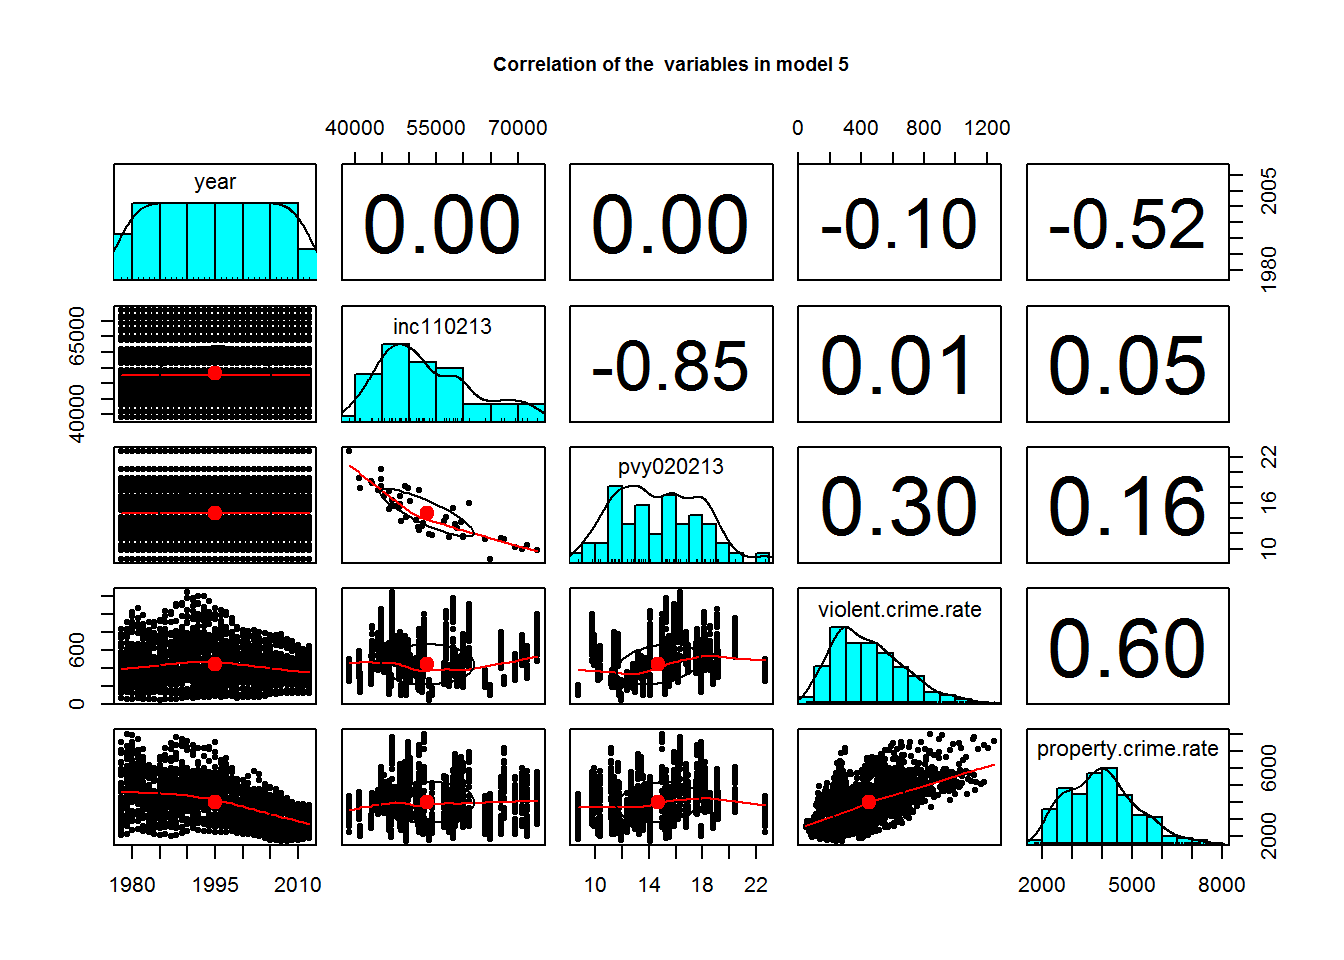 Correlation of the  variables in model 5
40000 55000 70000 0 400 800 1200
year 0.00 0.00 -0.10 -0.52 1980 2005
40000 65000 inc110213 -0.85 0.01 0.05
pvy020213 0.30 0.16 10 16 22
0 600 violent.crime.rate 0.60
property.crime.rate 2000 6000
1980 1995 2010 10 14 18 22 2000 5000 8000